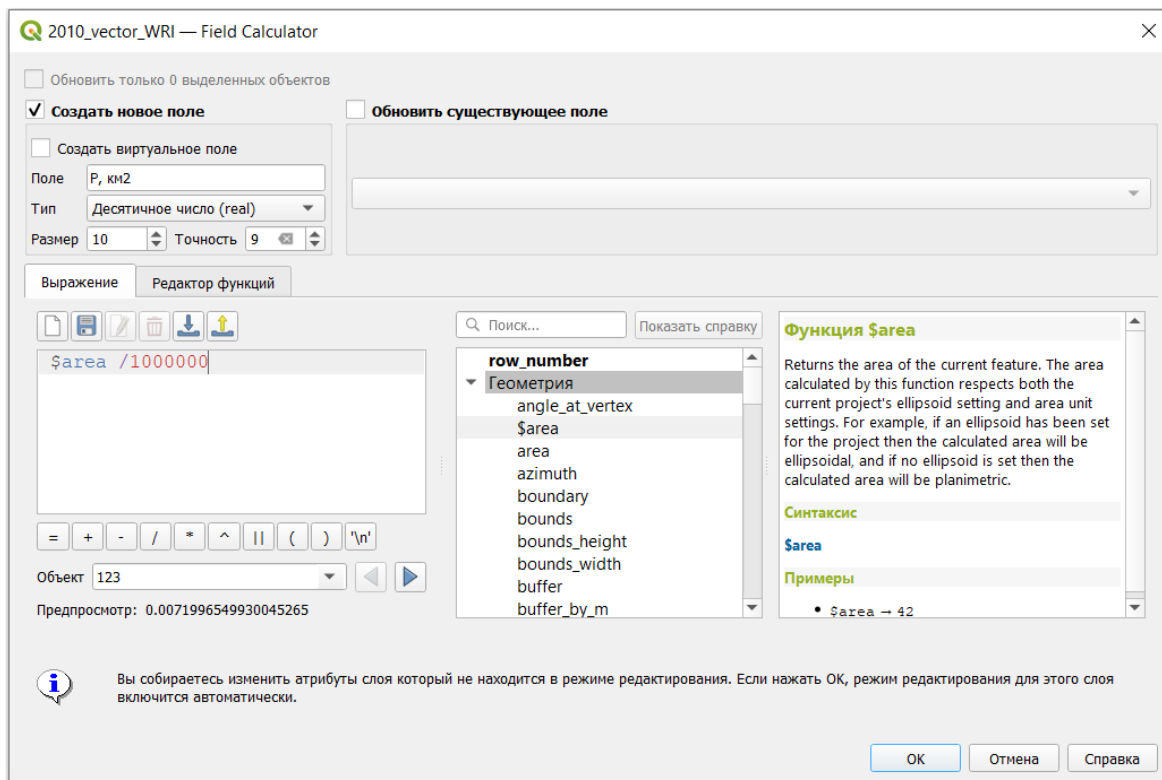 2010_vector_WRI — Field Calculator
Обновить только 0 выделенных объектов
Создать новое поле
Обновить существующее поле
Создать виртуальное поле
Поле P, км2
Тип Десятичное число (real)
Размер 10 Точность 9
Выражение Редактор функций
$area /1000000
= + - / * ^ || ( ) '\n'
Объект 123
Предпросмотр: 0.0071996549930045265
Поиск... Показать справку
row_number
Геометрия
angle_at_vertex
$area
area
azimuth
boundary
bounds
bounds_height
bounds_width
buffer
buffer_by_m
Функция $area
Returns the area of the current feature. The area
calculated by this function respects both the
current project's ellipsoid setting and area unit
settings. For example, if an ellipsoid has been set
for the project then the calculated area will be
ellipsoidal, and if no ellipsoid is set then the
calculated area will be planimetric.
Синтаксис
$area
Примеры
• $area → 42
Вы собираетесь изменить атрибуты слоя который не находится в режиме редактирования. Если нажать ОК, режим редактирования для этого слоя
включится автоматически.
ОК Отмена Справка